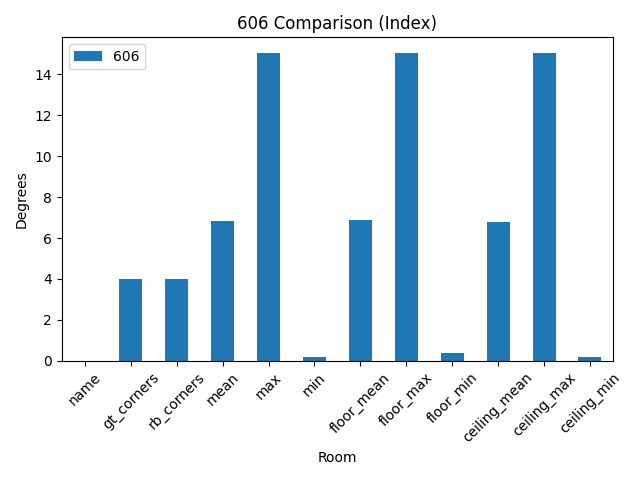 606 Comparison (Index)
606
Degrees
14
12
10
8
6
4
2
0
name
gt_corners
rb_corners
mean
max
min
floor_mean
floor_max
floor_min
ceiling_mean
ceiling_max
ceiling_min
Room